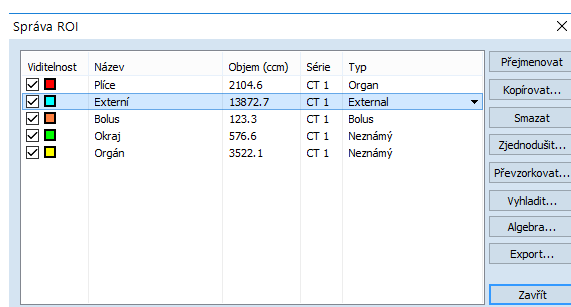 Správa ROI
Viditelnost Název Objem (ccm) Série Typ
Plíce 2104.6 CT 1 Organ
Externí 13872.7 CT 1 External
Bolus 123.3 CT 1 Bolus
Okraj 576.6 CT 1 Neznámý
Orgán 3522.1 CT 1 Neznámý
Přejmenovat
Kopírovat...
Smazat
Zjednodušit...
Převzorkovat...
Vyhladit...
Algebra...
Export...
Zavřít